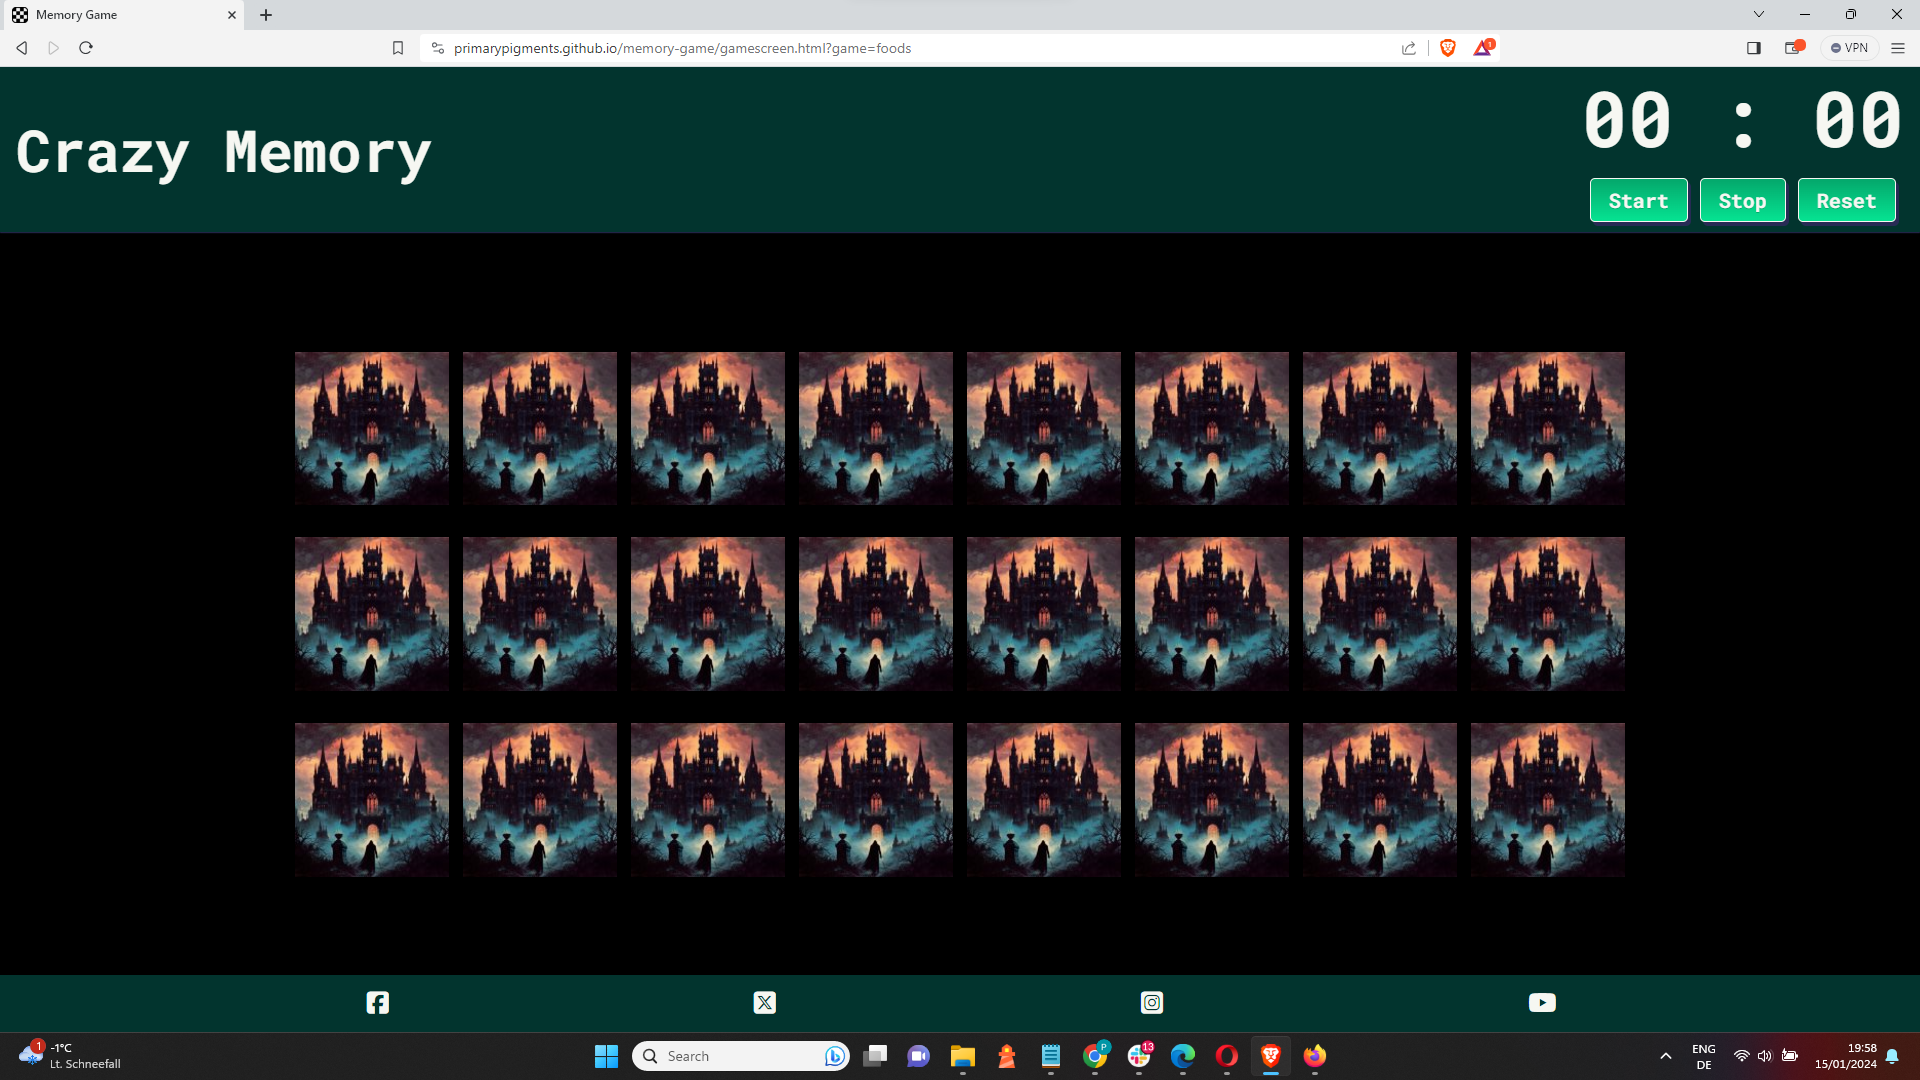 Memory Game
primarypigments.github.io/memory-game/gamescreen.html?game=foods
1
VPN
Crazy Memory
00 : 00
Start Stop Reset
1
-1°C
Lt. Schneefall
Search
P
13
ENG
DE
19:58
15/01/2024